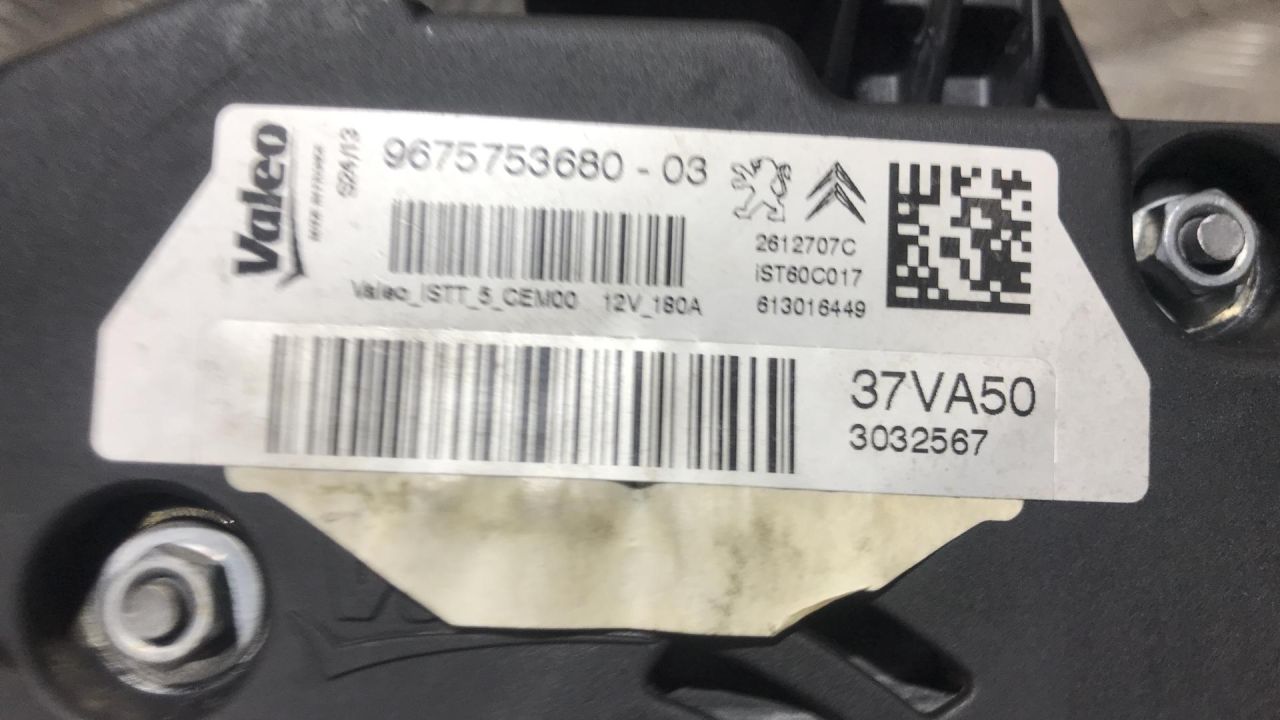 Valeo
S24/13
9675753680 - 03
2612707C
iST60C017
613016449
Valeo_iSTT_5_GEM00 12V_180A
37VA50
3032567